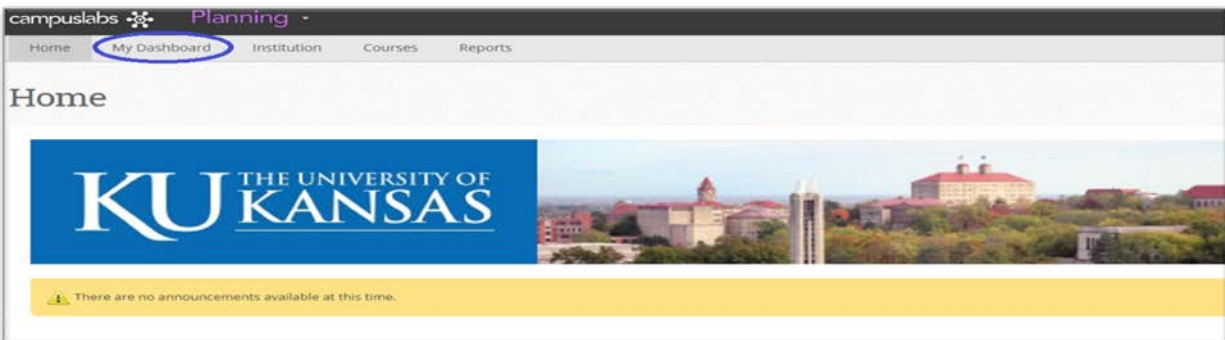 campuslabs Planning
Home My Dashboard Institution Courses Reports
Home
KU THE UNIVERSITY OF
KANSAS
There are no announcements available at this time.